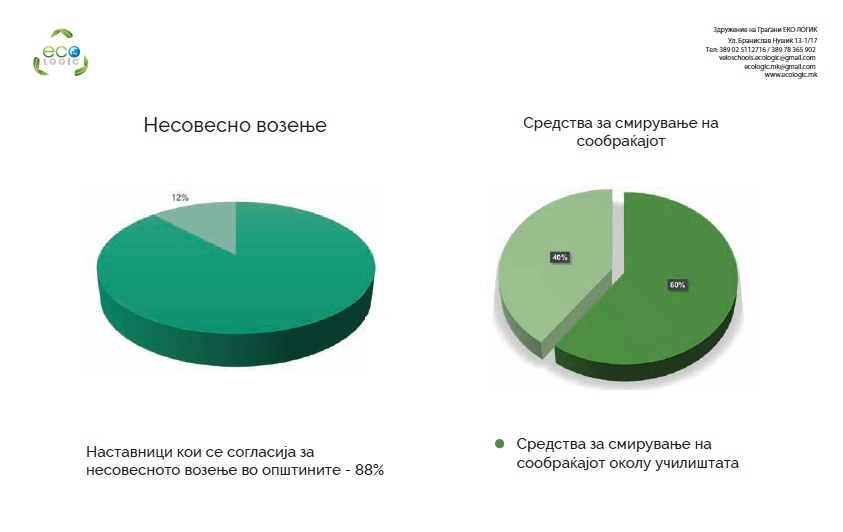 eco
LOGIC
Здружение на Граѓани ЕКО ЛОГИК
Ул. Бранислав Нушиќ 13-1/17
Тел: 389 02 5112716 / 389 78 365 902
veloschools.ecologic@gmail.com
ecologic.mk@gmail.com
www.ecologic.mk
Несовесно возење
12%
Наставници кои се согласија за
несовесното возење во општините - 88%
Средства за смирување на
сообраќајот
40%
60%
Средства за смирување на
сообраќајот околу училиштата